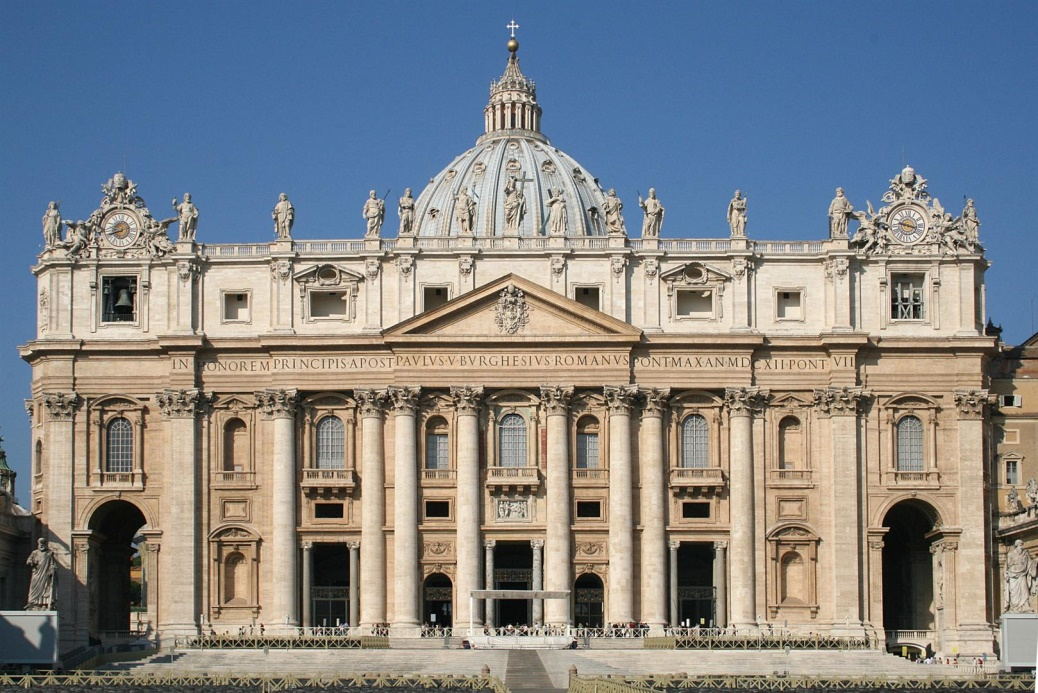 IN HONOREM PRINCIPIS APOST PAVLVS V BVRGHESIVS ROMANVS PONT MAX AN MDCXII PONT VII